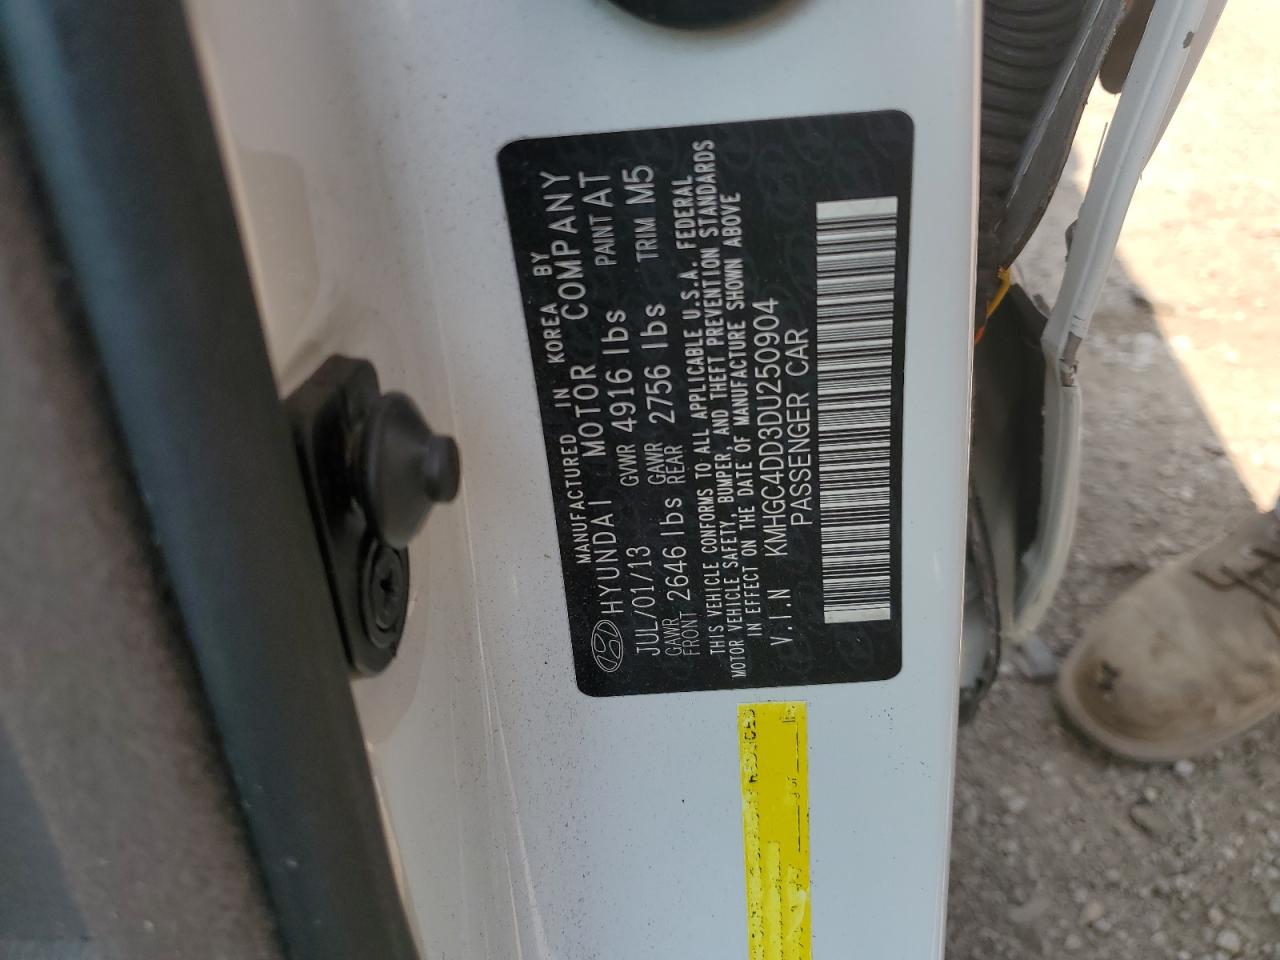 MANUFACTURED IN KOREA BY
HYUNDAI MOTOR COMPANY
JUL/01/13 GVWR 4916 lbs PAINT AT
GAWR FRONT 2646 lbs GAWR REAR 2756 lbs TRIM M5
THIS VEHICLE CONFORMS TO ALL APPLICABLE U.S.A. FEDERAL
MOTOR VEHICLE SAFETY, BUMPER, AND THEFT PREVENTION STANDARDS
IN EFFECT ON THE DATE OF MANUFACTURE SHOWN ABOVE
V.I.N KMHGC4DD3DU250904
PASSENGER CAR